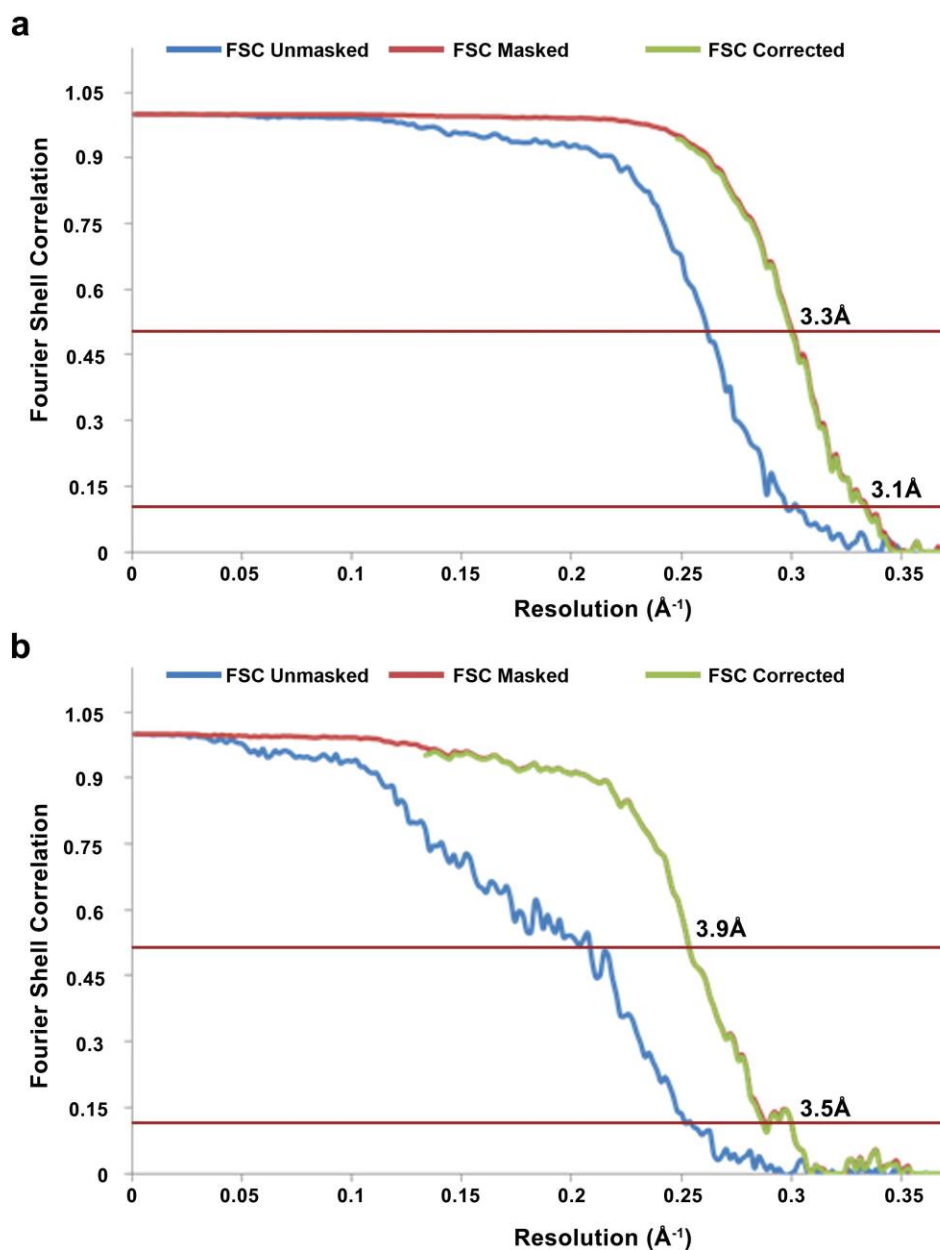 a
FSC Unmasked FSC Masked FSC Corrected
1.05
0.9
0.75
0.6
0.45
0.3
0.15
0
Fourier Shell Correlation
3.3Å
3.1Å
0 0.05 0.1 0.15 0.2 0.25 0.3 0.35
Resolution (Å⁻¹)
b
FSC Unmasked FSC Masked FSC Corrected
1.05
0.9
0.75
0.6
0.45
0.3
0.15
0
Fourier Shell Correlation
3.9Å
3.5Å
0 0.05 0.1 0.15 0.2 0.25 0.3 0.35
Resolution (Å⁻¹)